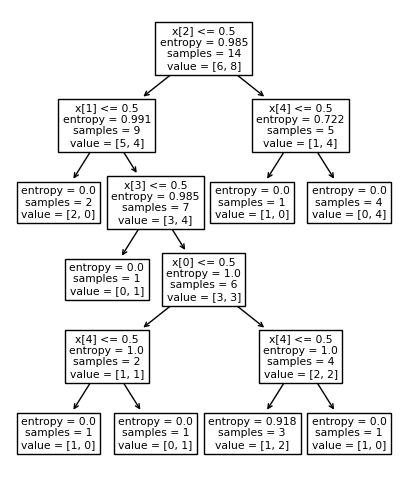 x[2] <= 0.5
entropy = 0.985
samples = 14
value = [6, 8]
x[1] <= 0.5
entropy = 0.991
samples = 9
value = [5, 4]
x[4] <= 0.5
entropy = 0.722
samples = 5
value = [1, 4]
entropy = 0.0
samples = 2
value = [2, 0]
x[3] <= 0.5
entropy = 0.985
samples = 7
value = [3, 4]
entropy = 0.0
samples = 1
value = [1, 0]
entropy = 0.0
samples = 4
value = [0, 4]
entropy = 0.0
samples = 1
value = [0, 1]
x[0] <= 0.5
entropy = 1.0
samples = 6
value = [3, 3]
x[4] <= 0.5
entropy = 1.0
samples = 2
value = [1, 1]
x[4] <= 0.5
entropy = 1.0
samples = 4
value = [2, 2]
entropy = 0.0
samples = 1
value = [1, 0]
entropy = 0.0
samples = 1
value = [0, 1]
entropy = 0.918
samples = 3
value = [1, 2]
entropy = 0.0
samples = 1
value = [1, 0]